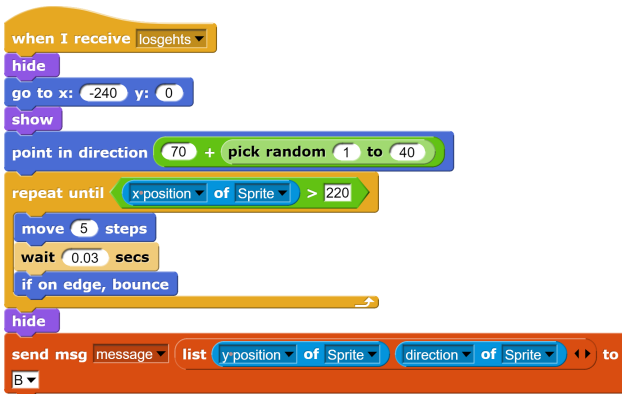 when I receive losgehts
hide
go to x: -240 y: 0
show
point in direction 70 + pick random 1 to 40
repeat until x position of Sprite > 220
move 5 steps
wait 0.03 secs
if on edge, bounce
hide
send msg message list y position of Sprite direction of Sprite to
B